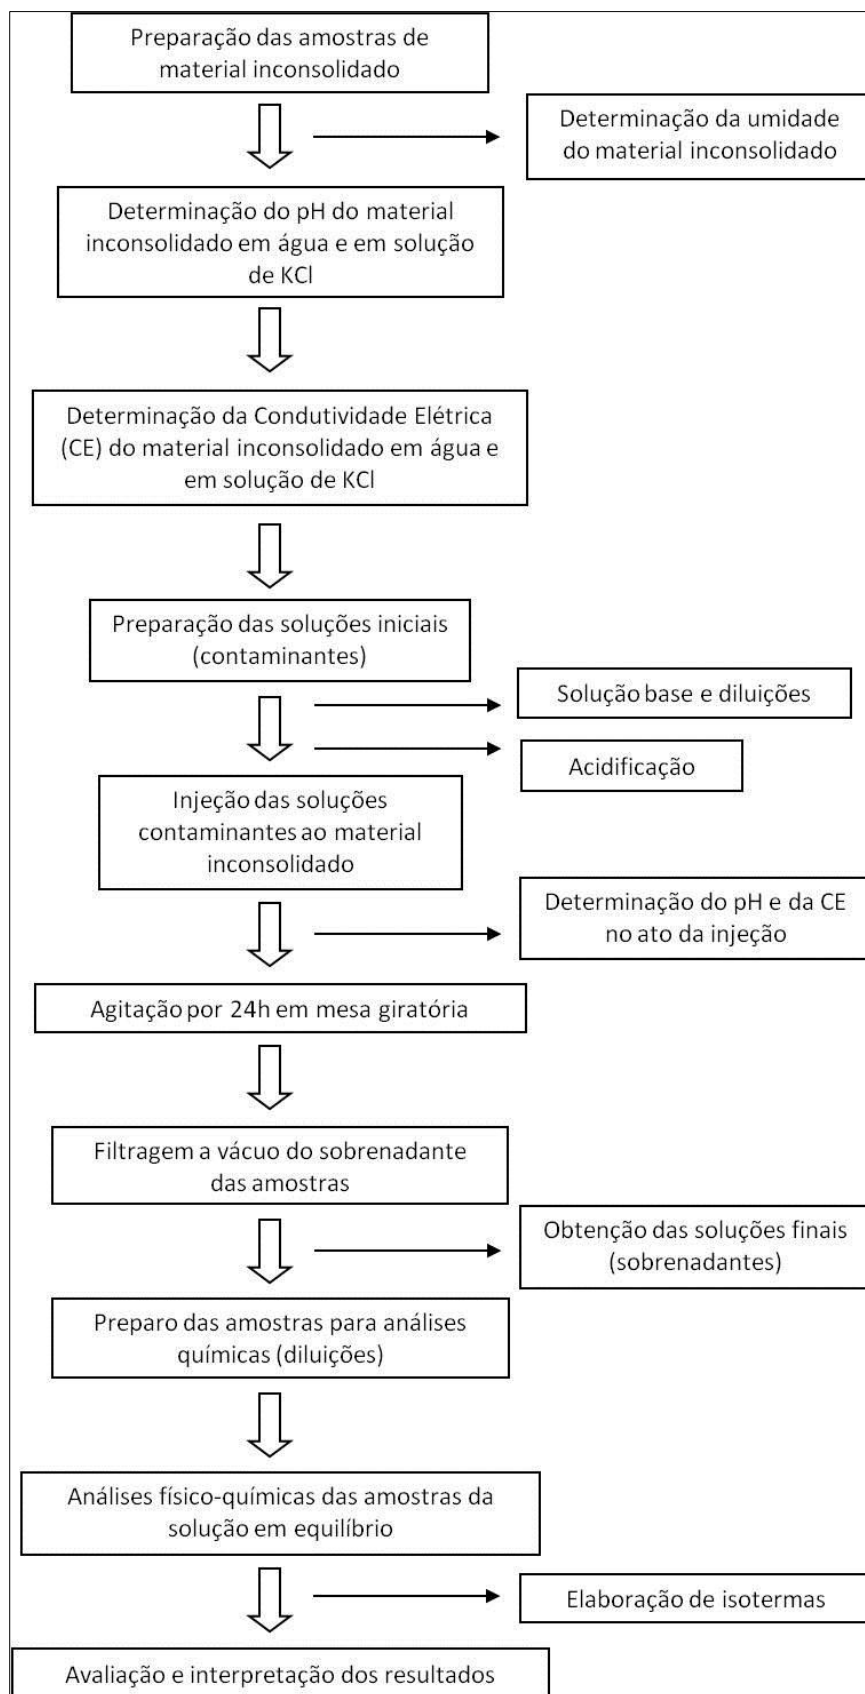 Preparação das amostras de
material inconsolidado
Determinação da umidade
do material inconsolidado
Determinação do pH do material
inconsolidado em água e em solução
de KCl
Determinação da Condutividade Elétrica
(CE) do material inconsolidado em água e
em solução de KCl
Preparação das soluções iniciais
(contaminantes)
Solução base e diluições
Acidificação
Injeção das soluções
contaminantes ao material
inconsolidado
Determinação do pH e da CE
no ato da injeção
Agitação por 24h em mesa giratória
Filtragem a vácuo do sobrenadante
das amostras
Obtenção das soluções finais
(sobrenadantes)
Preparo das amostras para análises
químicas (diluições)
Análises físico-químicas das amostras da
solução em equilíbrio
Elaboração de isotermas
Avaliação e interpretação dos resultados